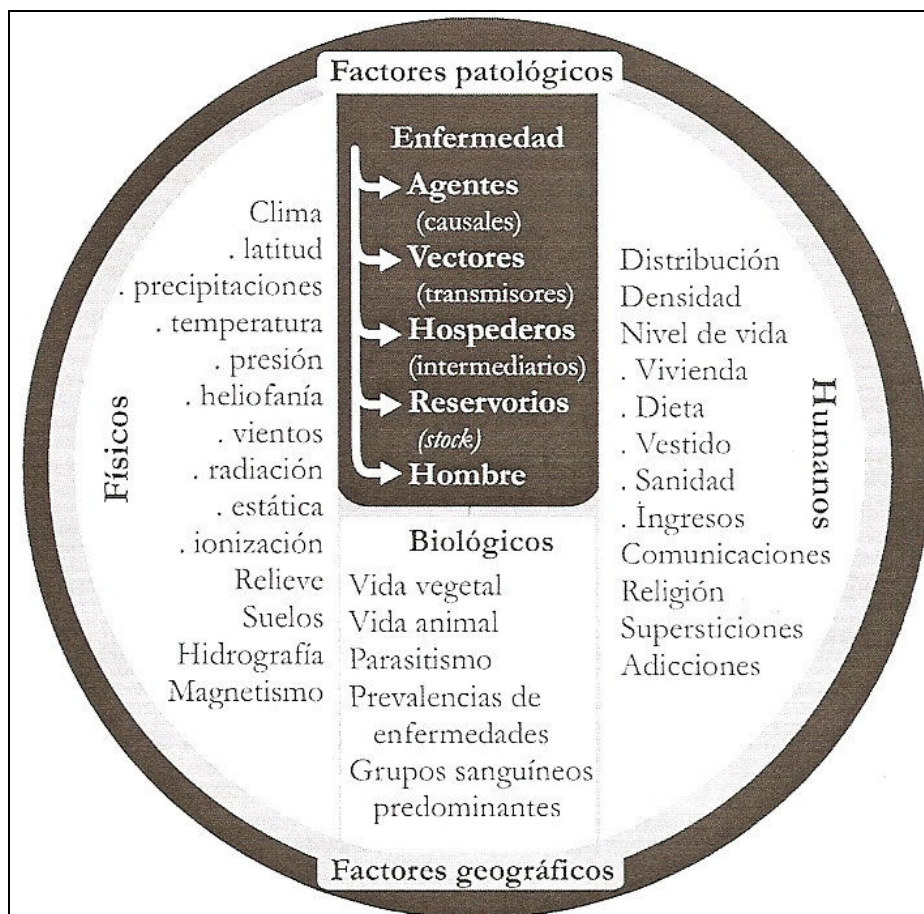 Factores patológicos
Enfermedad
Agentes
(causales)
Vectores
(transmisores)
Hospederos
(intermediarios)
Reservorios
(stock)
Hombre
Físicos
Clima
. latitud
. precipitaciones
. temperatura
. presión
. heliofanía
. vientos
. radiación
. estática
. ionización
Relieve
Suelos
Hidrografía
Magnetismo
Biológicos
Vida vegetal
Vida animal
Parasitismo
Prevalencias de
enfermedades
Grupos sanguíneos
predominantes
Humanos
Distribución
Densidad
Nivel de vida
. Vivienda
. Dieta
. Vestido
. Sanidad
. Ingresos
Comunicaciones
Religión
Supersticiones
Adicciones
Factores geográficos